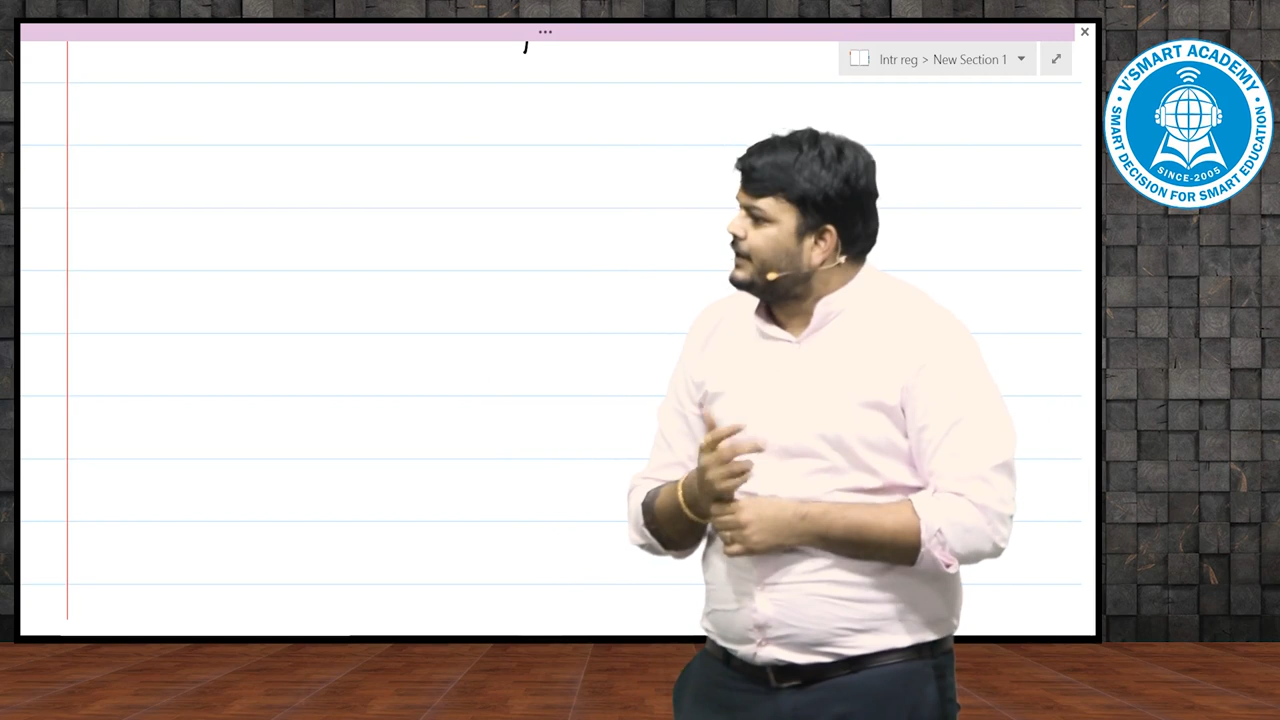 Intr reg > New Section 1
V'SMART ACADEMY
SMART DECISION FOR SMART EDUCATION
SINCE-2005